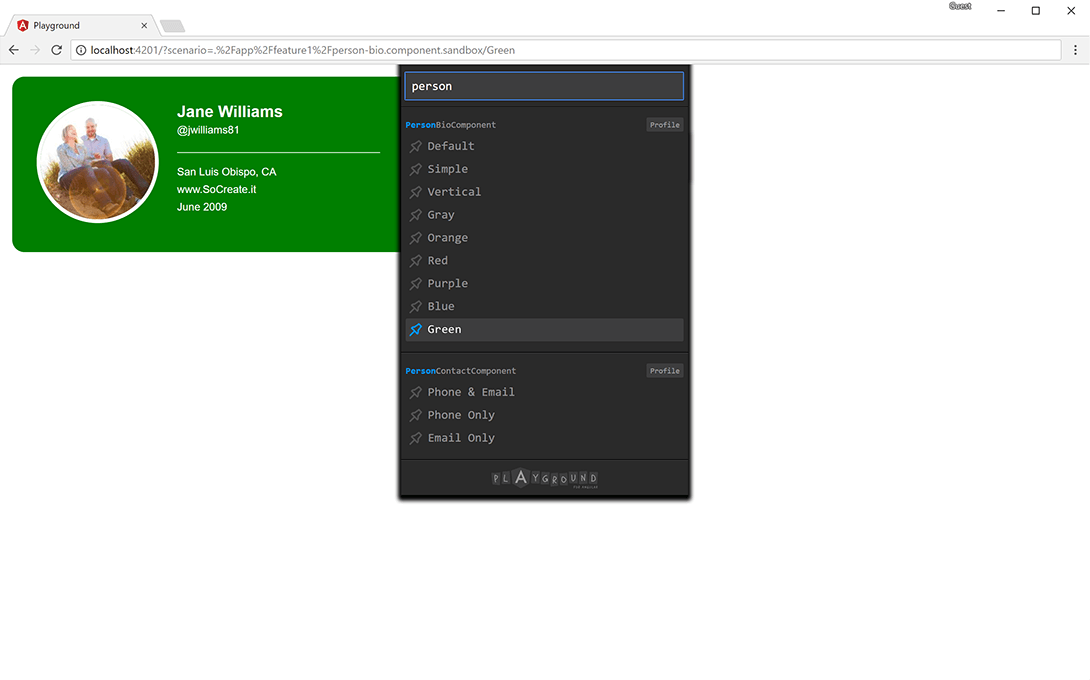 Guest
Playground
localhost:4201/?scenario=.%2Fapp%2Ffeature1%2Fperson-bio.component.sandbox/Green
Jane Williams
@jwilliams81
San Luis Obispo, CA
www.SoCreate.it
June 2009
person
PersonBioComponent Profile
Default
Simple
Vertical
Gray
Orange
Red
Purple
Blue
Green
PersonContactComponent Profile
Phone & Email
Phone Only
Email Only
PLAYGROUND